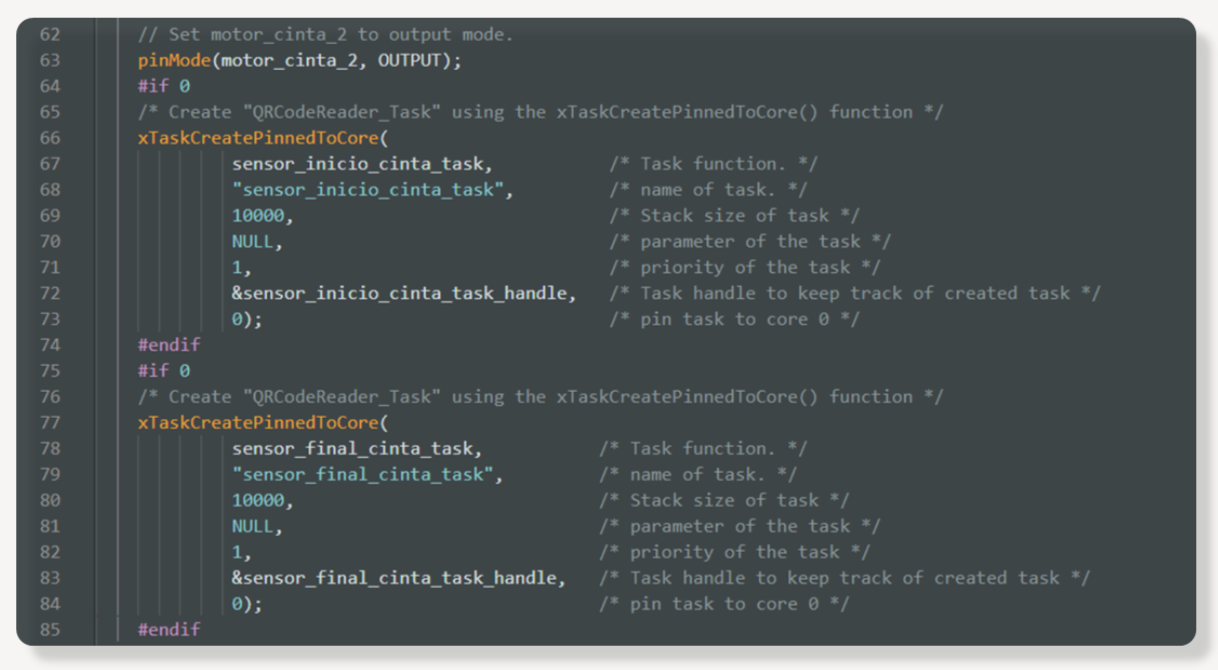 62 // Set motor_cinta_2 to output mode.
63 pinMode(motor_cinta_2, OUTPUT);
64 #if 0
65 /* Create "QRCodeReader_Task" using the xTaskCreatePinnedToCore() function */
66 xTaskCreatePinnedToCore(
67 sensor_inicio_cinta_task, /* Task function. */
68 "sensor_inicio_cinta_task", /* name of task. */
69 10000, /* Stack size of task */
70 NULL, /* parameter of the task */
71 1, /* priority of the task */
72 &sensor_inicio_cinta_task_handle, /* Task handle to keep track of created task */
73 0); /* pin task to core 0 */
74 #endif
75 #if 0
76 /* Create "QRCodeReader_Task" using the xTaskCreatePinnedToCore() function */
77 xTaskCreatePinnedToCore(
78 sensor_final_cinta_task, /* Task function. */
79 "sensor_final_cinta_task", /* name of task. */
80 10000, /* Stack size of task */
81 NULL, /* parameter of the task */
82 1, /* priority of the task */
83 &sensor_final_cinta_task_handle, /* Task handle to keep track of created task */
84 0); /* pin task to core 0 */
85 #endif